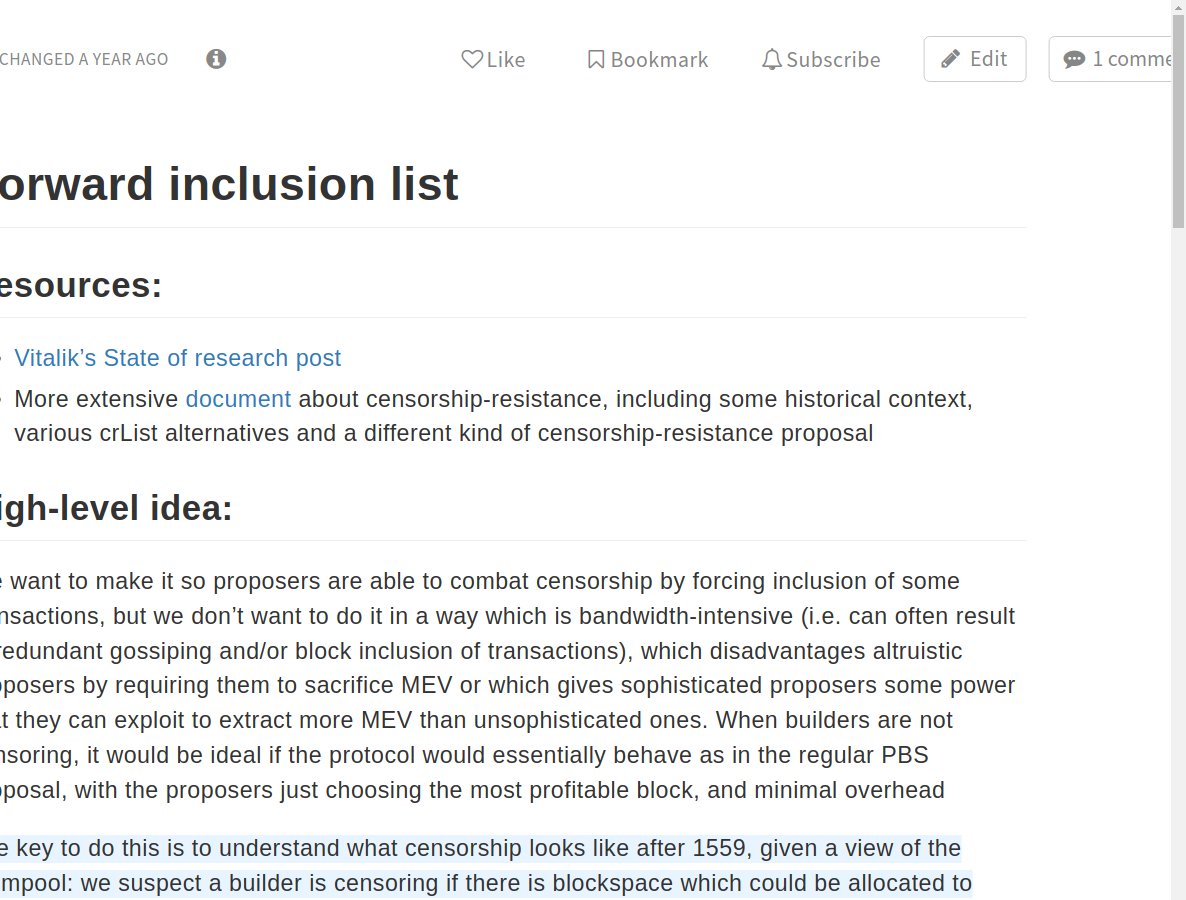 CHANGED A YEAR AGO
Like
Bookmark
Subscribe
Edit
1 comme
orward inclusion list
esources:
Vitalik’s State of research post
More extensive document about censorship-resistance, including some historical context,
various crList alternatives and a different kind of censorship-resistance proposal
igh-level idea:
e want to make it so proposers are able to combat censorship by forcing inclusion of some
nsactions, but we don’t want to do it in a way which is bandwidth-intensive (i.e. can often result
redundant gossiping and/or block inclusion of transactions), which disadvantages altruistic
oposers by requiring them to sacrifice MEV or which gives sophisticated proposers some power
t they can exploit to extract more MEV than unsophisticated ones. When builders are not
nsoring, it would be ideal if the protocol would essentially behave as in the regular PBS
oposal, with the proposers just choosing the most profitable block, and minimal overhead
e key to do this is to understand what censorship looks like after 1559, given a view of the
mpool: we suspect a builder is censoring if there is blockspace which could be allocated to